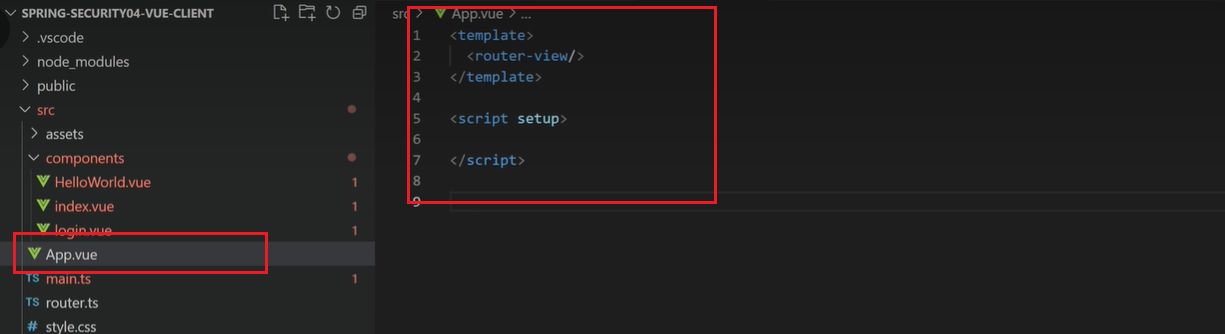 SPRING-SECURITY04-VUE-CLIENT
.vscode
node_modules
public
src
assets
components
HelloWorld.vue 1
index.vue 1
login.vue 1
App.vue
TS main.ts 1
TS router.ts
# style.css
src > App.vue > ...
1 <template>
2 <router-view/>
3 </template>
4
5 <script setup>
6
7 </script>
8
9